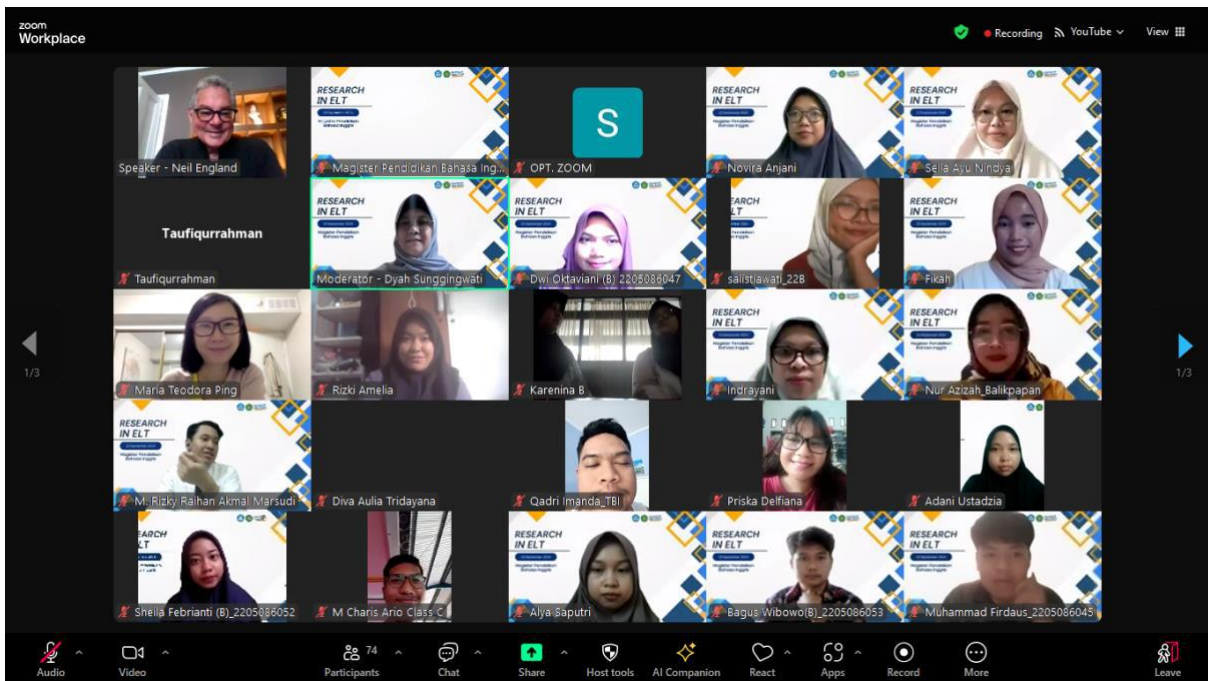 zoom
Workplace
Recording
YouTube
View
Speaker - Neil England
RESEARCH
IN ELT
Magister Pendidikan Bahasa Ing...
S
OPT. ZOOM
RESEARCH
IN ELT
Novira Anjani
RESEARCH
IN ELT
Sella Ayu Nindya
Taufiqurrahman
Taufiqurrahman
RESEARCH
IN ELT
Moderator - Dyah Sunggingwati
RESEARCH
IN ELT
Dwi Oktaviani (B) 2205086047
EARCH
LT
salistiawati_22B
RESEARCH
IN ELT
Fikah
1/3
Maria Teodora Ping
Rizki Amelia
Karenina B
RESEARCH
IN ELT
Indrayani
RESEARCH
IN ELT
Nur Azizah_Balikpapan
1/3
RESEARCH
IN ELT
M. Rizky Raihan Akmal Marsudi
Diva Aulia Tridayana
Qadri Imanda_TBI
Priska Delfiana
Adani Ustadzia
EARCH
LT
Sheila Febrianti (B)_2205086052
M Charis Ario Class C
RESEARCH
IN ELT
Alya Saputri
RESEARCH
IN ELT
Bagus Wibowo(B)_2205086053
RESEARCH
IN ELT
Muhammad Firdaus_2205086045
Audio
Video
74
Participants
Chat
Share
Host tools
AI Companion
React
Apps
Record
More
Leave